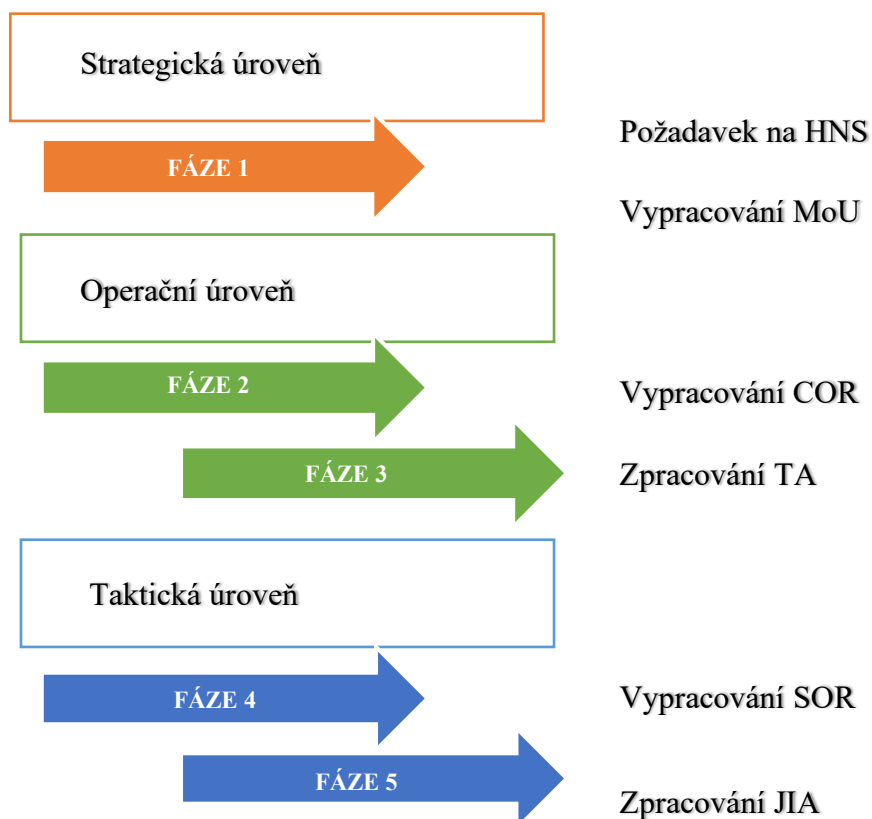 Strategická úroveň
Požadavek na HNS
FÁZE 1
Vypracování MoU
Operační úroveň
FÁZE 2
Vypracování COR
FÁZE 3
Zpracování TA
Taktická úroveň
FÁZE 4
Vypracování SOR
FÁZE 5
Zpracování JIA